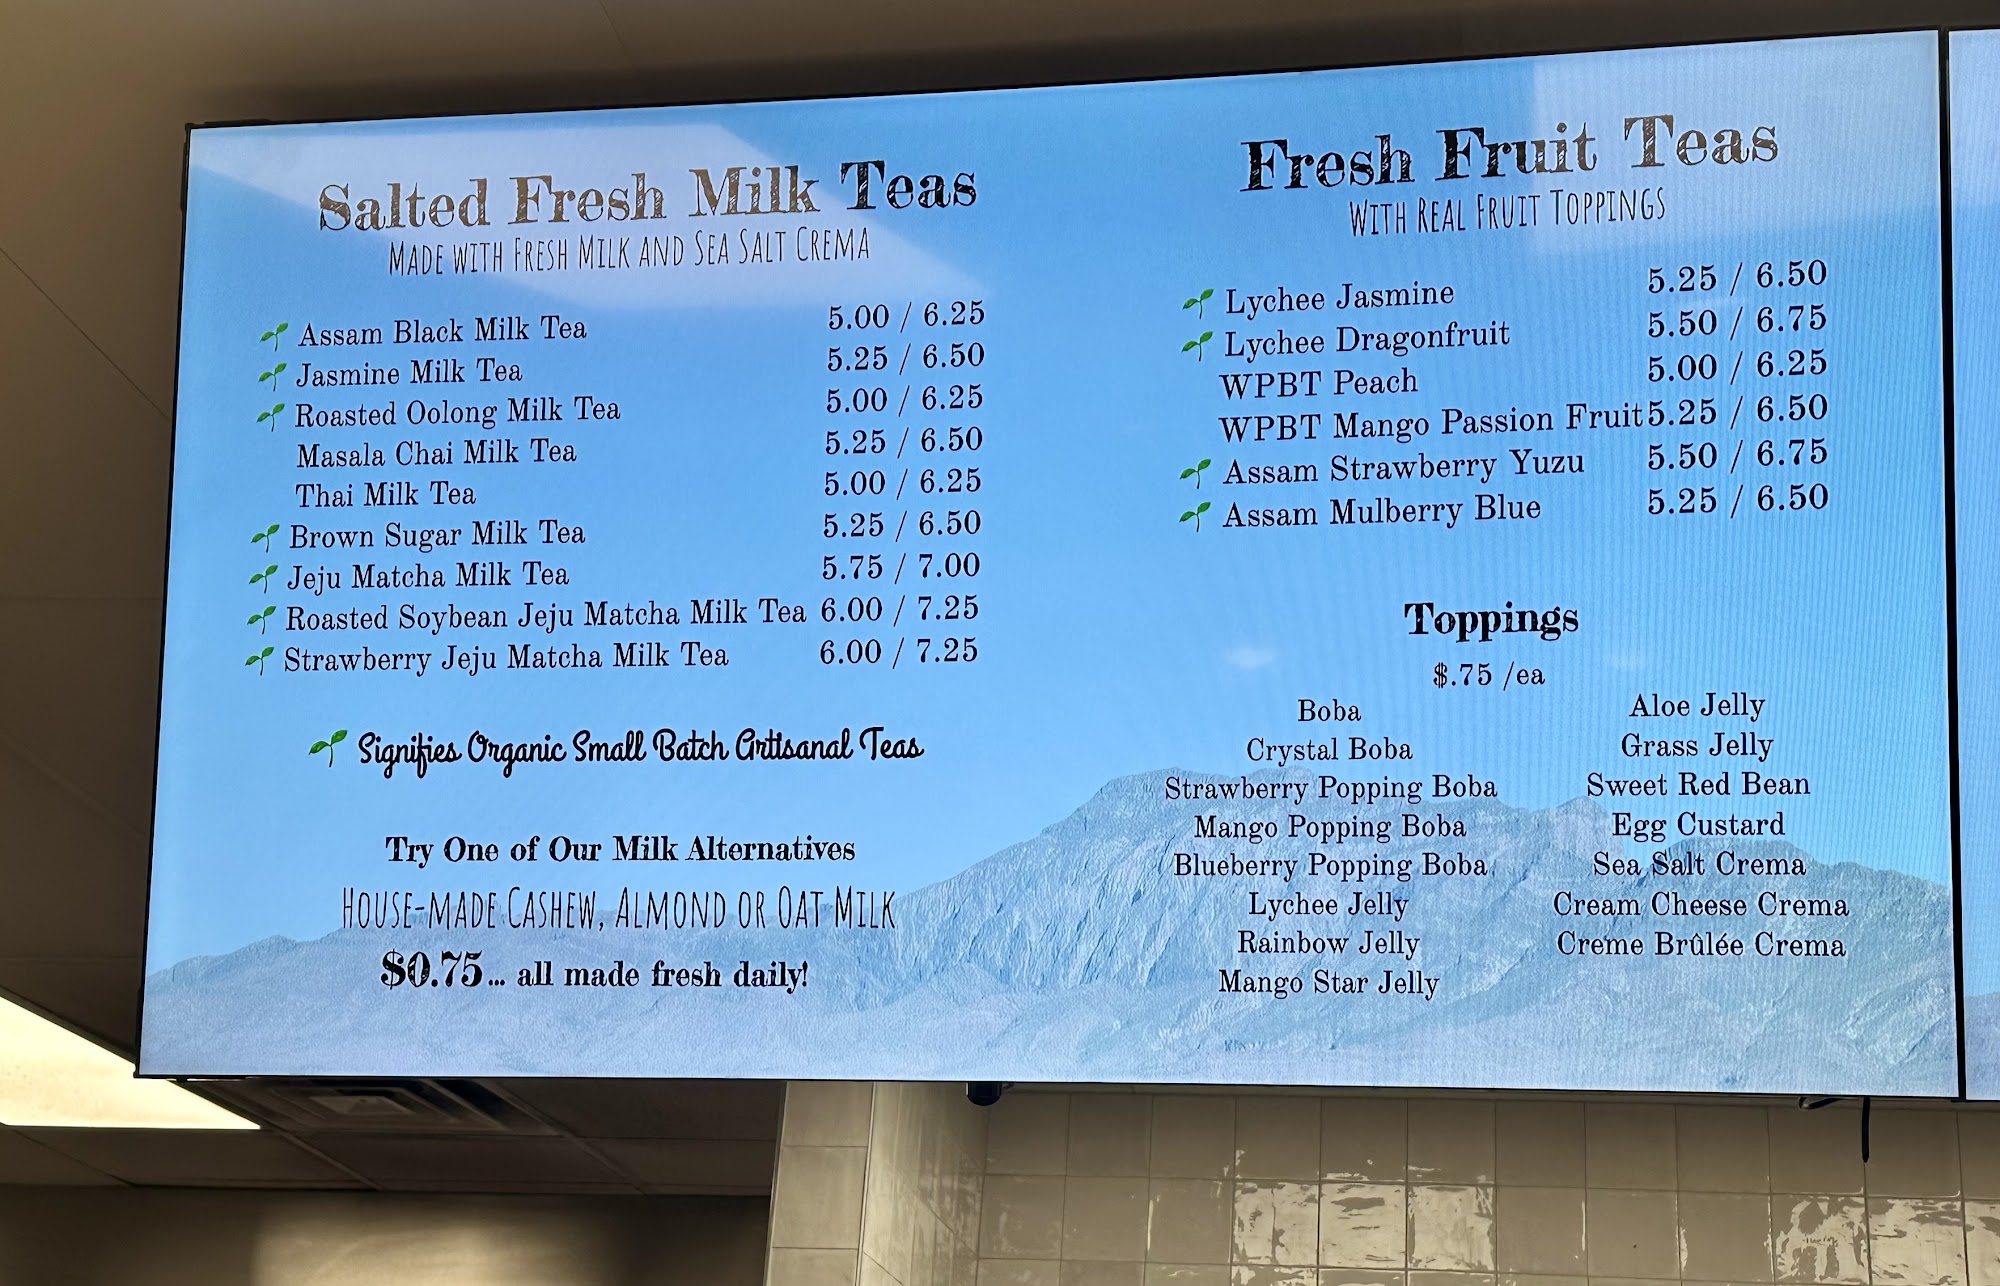 Salted Fresh Milk Teas
Made with Fresh Milk and Sea Salt Crema
Assam Black Milk Tea 5.00 / 6.25
Jasmine Milk Tea 5.25 / 6.50
Roasted Oolong Milk Tea 5.00 / 6.25
Masala Chai Milk Tea 5.25 / 6.50
Thai Milk Tea 5.00 / 6.25
Brown Sugar Milk Tea 5.25 / 6.50
Jeju Matcha Milk Tea 5.75 / 7.00
Roasted Soybean Jeju Matcha Milk Tea 6.00 / 7.25
Strawberry Jeju Matcha Milk Tea 6.00 / 7.25
Signifies Organic Small Batch Artisanal Teas
Try One of Our Milk Alternatives
House-made Cashew, Almond or Oat Milk
$0.75... all made fresh daily!
Fresh Fruit Teas
With Real Fruit Toppings
Lychee Jasmine 5.25 / 6.50
Lychee Dragonfruit 5.50 / 6.75
WPBT Peach 5.00 / 6.25
WPBT Mango Passion Fruit 5.25 / 6.50
Assam Strawberry Yuzu 5.50 / 6.75
Assam Mulberry Blue 5.25 / 6.50
Toppings
$.75 /ea
Boba
Crystal Boba
Strawberry Popping Boba
Mango Popping Boba
Blueberry Popping Boba
Lychee Jelly
Rainbow Jelly
Mango Star Jelly
Aloe Jelly
Grass Jelly
Sweet Red Bean
Egg Custard
Sea Salt Crema
Cream Cheese Crema
Creme Brûlée Crema